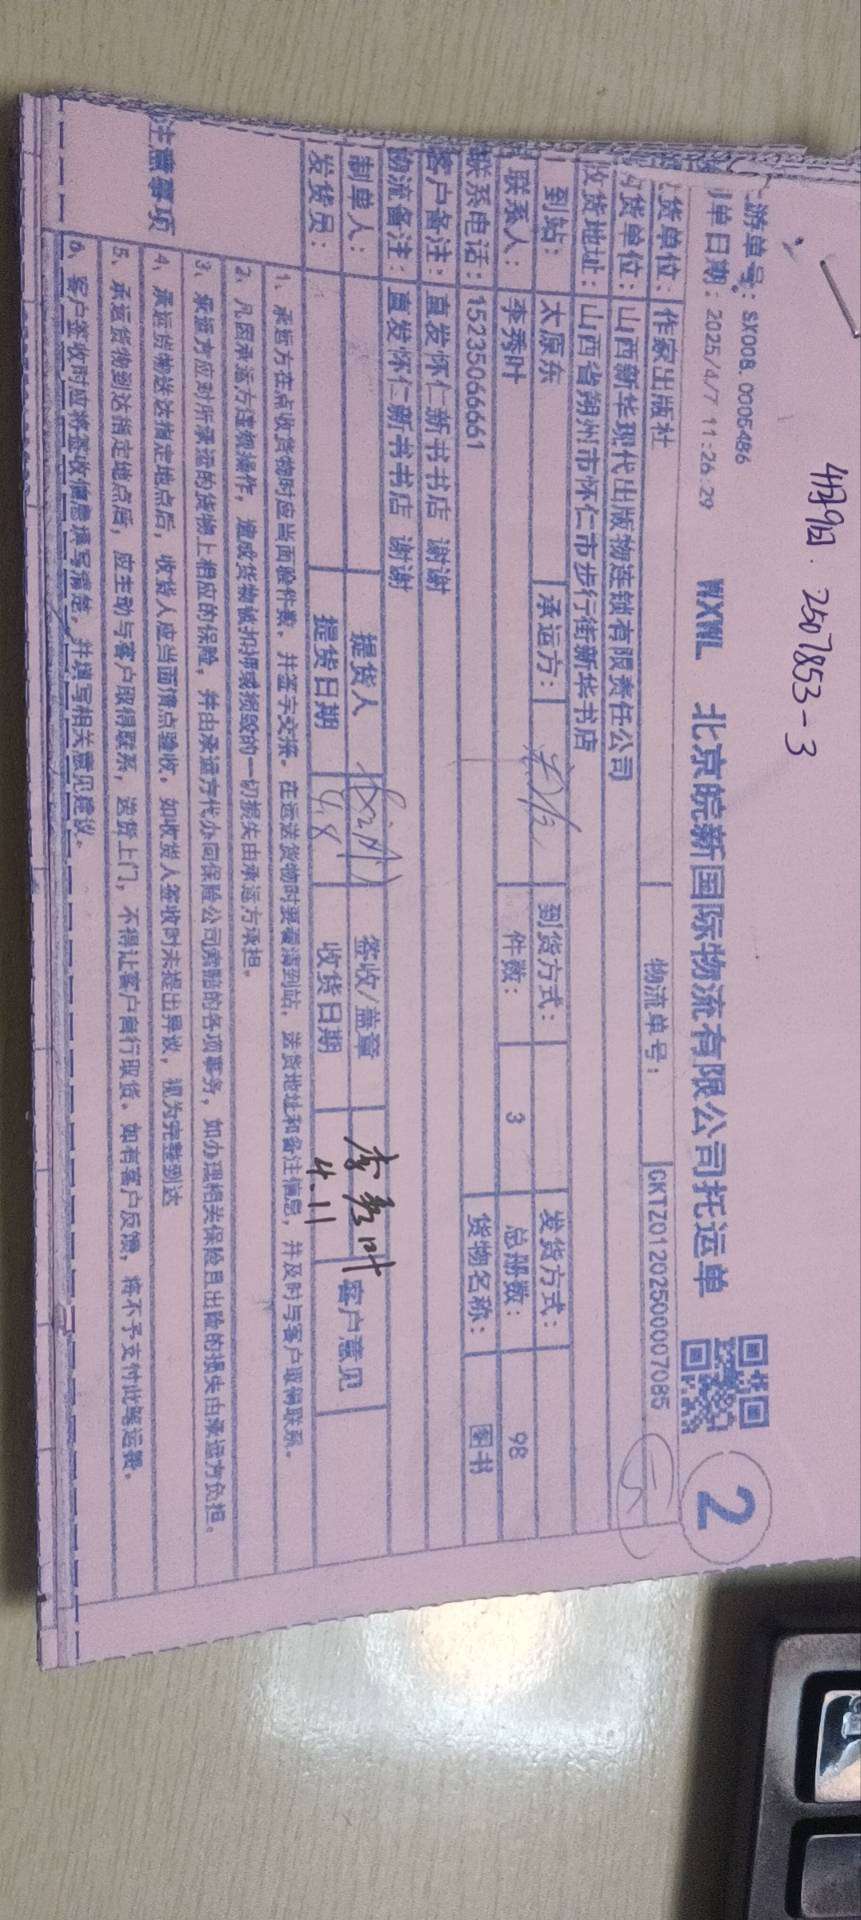 4月9日. 2507853-3
游单号: SX008.0005486
WXWL 北京皖新国际物流有限公司托运单
2
单日期: 2025/4/7 11:26:29
货单位: 作家出版社 物流单号: CKTZ01202500007085
货单位: 山西新华现代出版物连锁有限责任公司
收货地址: 山西省朔州市怀仁市步行街新华书店
到站: 太原东 承运方: 到货方式: 发货方式:
联系人: 李秀叶 件数: 3 总册数: 98
联系电话: 15235066661 货物名称: 图书
客户备注: 直发怀仁新书书店 谢谢
物流备注: 直发怀仁新书书店 谢谢
制单人: 提货人 签收/盖章 李秀叶 客户意见
发货员: 提货日期 4.8 收货日期 4.11
注意事项
1、承运方在点收货物时应当面验件数，并签字交接。在运送货物时要看清到站、送货地址和备注信息，并及时与客户取得联系。
2、凡因承运方违规操作，造成货物被扣押或损毁的一切损失由承运方承担。
3、承运方应对所承运的货物上相应的保险，并由承运方代办向保险公司索赔的各项事务，如办理相关保险且出险的损失由承运方负担。
4、承运货物送达指定地点后，收货人应当面清点验收，如收货人签收时未提出异议，视为完整到达
5、承运货物到达指定地点后，应主动与客户取得联系，送货上门，不得让客户自行取货。如有客户反馈，将不予支付此笔运费。
6、客户签收时应将签收信息填写清楚，并填写相关意见建议。